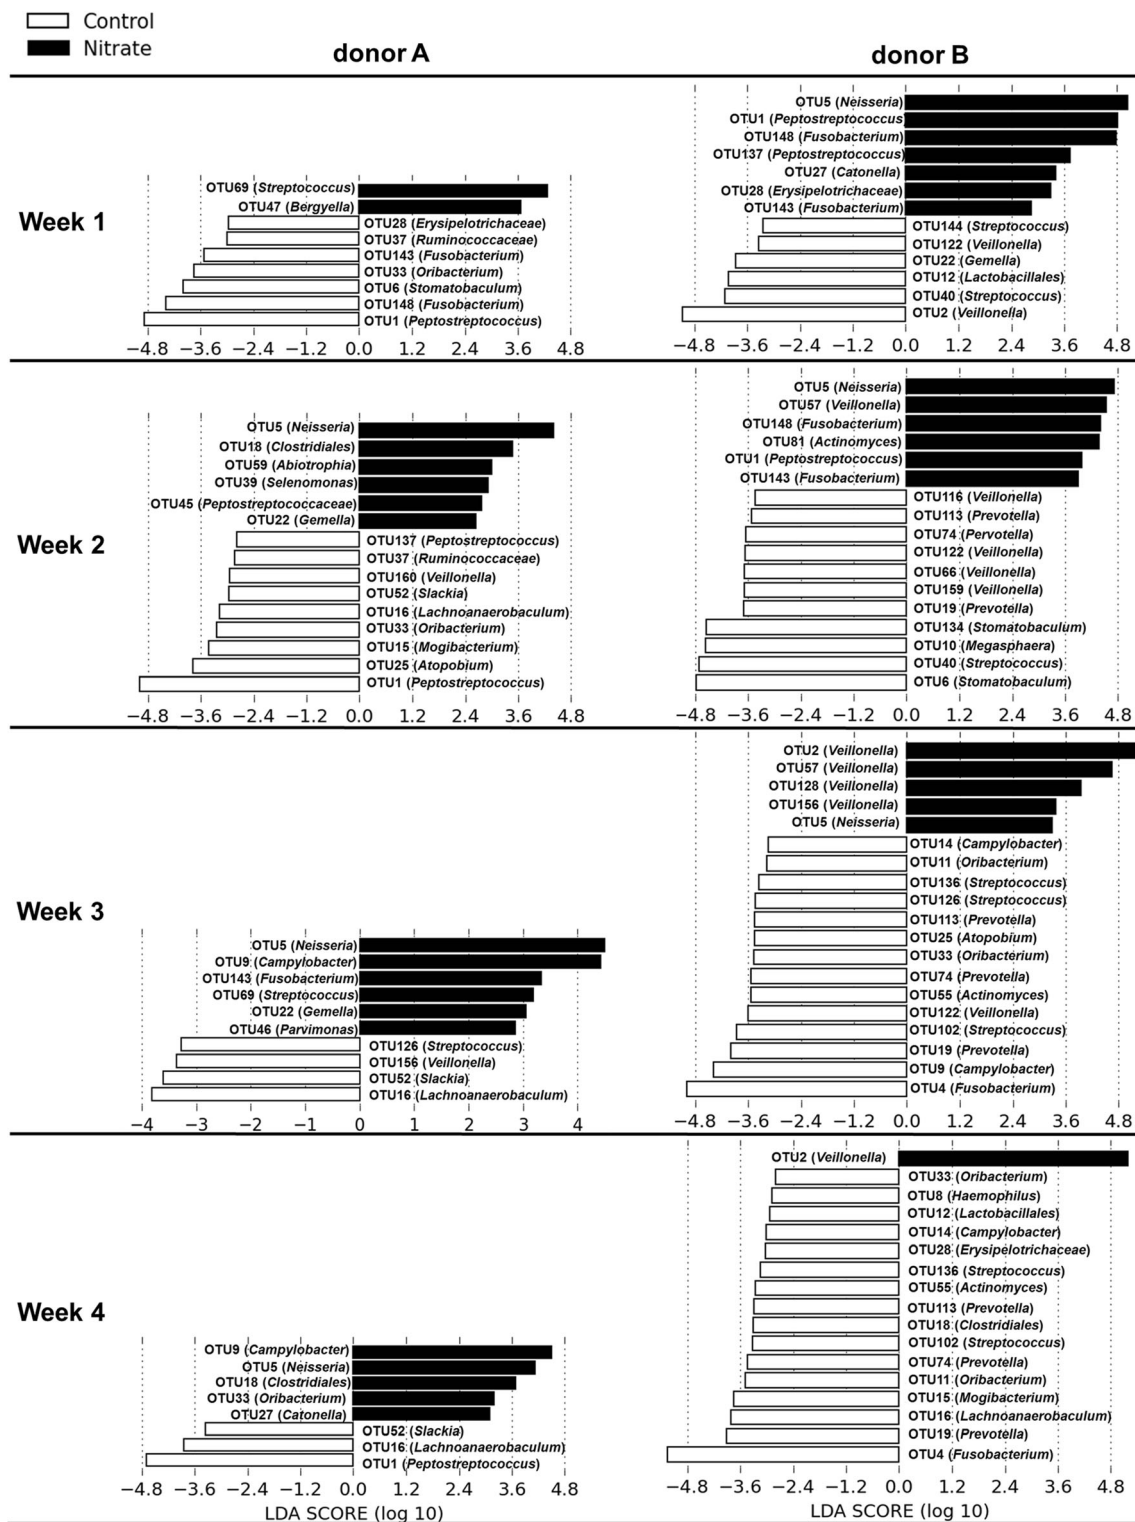 Control
Nitrate
donor A
donor B
Week 1
OTU69 (Streptococcus)
OTU47 (Bergyella)
OTU28 (Erysipelotrichaceae)
OTU37 (Ruminococcaceae)
OTU143 (Fusobacterium)
OTU33 (Oribacterium)
OTU6 (Stomatobaculum)
OTU148 (Fusobacterium)
OTU1 (Peptostreptococcus)
−4.8 −3.6 −2.4 −1.2 0.0 1.2 2.4 3.6 4.8
OTU5 (Neisseria)
OTU1 (Peptostreptococcus
OTU148 (Fusobacterium)
OTU137 (Peptostreptococcus)
OTU27 (Catonella)
OTU28 (Erysipelotrichaceae)
OTU143 (Fusobacterium)
OTU144 (Streptococcus)
OTU122 (Veillonella)
OTU22 (Gemella)
OTU12 (Lactobacillales)
OTU40 (Streptococcus)
OTU2 (Veillonella)
−4.8 −3.6 −2.4 −1.2 0.0 1.2 2.4 3.6 4.8
Week 2
OTU5 (Neisseria)
OTU18 (Clostridiales)
OTU59 (Abiotrophia)
OTU39 (Selenomonas)
OTU45 (Peptostreptococcaceae)
OTU22 (Gemella)
OTU137 (Peptostreptococcus)
OTU37 (Ruminococcaceae)
OTU160 (Veillonella)
OTU52 (Slackia)
OTU16 (Lachnoanaerobaculum)
OTU33 (Oribacterium)
OTU15 (Mogibacterium)
OTU25 (Atopobium)
OTU1 (Peptostreptococcus)
−4.8 −3.6 −2.4 −1.2 0.0 1.2 2.4 3.6 4.8
OTU5 (Neisseria)
OTU57 (Veillonella)
OTU148 (Fusobacterium)
OTU81 (Actinomyces)
OTU1 (Peptostreptococcus)
OTU143 (Fusobacterium)
OTU116 (Veillonella)
OTU113 (Prevotella)
OTU74 (Pervotella)
OTU122 (Veillonella)
OTU66 (Veillonella)
OTU159 (Veillonella)
OTU19 (Prevotella)
OTU134 (Stomatobaculum)
OTU10 (Megasphaera)
OTU40 (Streptococcus)
OTU6 (Stomatobaculum)
−4.8 −3.6 −2.4 −1.2 0.0 1.2 2.4 3.6 4.8
Week 3
OTU5 (Neisseria)
OTU9 (Campylobacter)
OTU143 (Fusobacterium)
OTU69 (Streptococcus)
OTU22 (Gemella)
OTU46 (Parvimonas)
OTU126 (Streptococcus)
OTU156 (Veillonella)
OTU52 (Slackia)
OTU16 (Lachnoanaerobaculum)
−4 −3 −2 −1 0 1 2 3 4
OTU2 (Veillonella)
OTU57 (Veillonella)
OTU128 (Veillonella)
OTU156 (Veillonella)
OTU5 (Neisseria)
OTU14 (Campylobacter)
OTU11 (Oribacterium)
OTU136 (Streptococcus)
OTU126 (Streptococcus)
OTU113 (Prevotella)
OTU25 (Atopobium)
OTU33 (Oribacterium)
OTU74 (Prevotella)
OTU55 (Actinomyces)
OTU122 (Veillonella)
OTU102 (Streptococcus)
OTU19 (Prevotella)
OTU9 (Campylobacter)
OTU4 (Fusobacterium)
−4.8 −3.6 −2.4 −1.2 0.0 1.2 2.4 3.6 4.8
Week 4
OTU9 (Campylobacter)
OTU5 (Neisseria)
OTU18 (Clostridiales)
OTU33 (Oribacterium)
OTU27 (Catonella)
OTU52 (Slackia)
OTU16 (Lachnoanaerobaculum)
OTU1 (Peptostreptococcus)
−4.8 −3.6 −2.4 −1.2 0.0 1.2 2.4 3.6 4.8
LDA SCORE (log 10)
OTU2 (Veillonella)
OTU33 (Oribacterium)
OTU8 (Haemophilus)
OTU12 (Lactobacillales)
OTU14 (Campylobacter)
OTU28 (Erysipelotrichaceae)
OTU136 (Streptococcus)
OTU55 (Actinomyces)
OTU113 (Prevotella)
OTU18 (Clostridiales)
OTU102 (Streptococcus)
OTU74 (Prevotella)
OTU11 (Oribacterium)
OTU15 (Mogibacterium)
OTU16 (Lachnoanaerobaculum)
OTU19 (Prevotella)
OTU4 (Fusobacterium)
−4.8 −3.6 −2.4 −1.2 0.0 1.2 2.4 3.6 4.8
LDA SCORE (log 10)